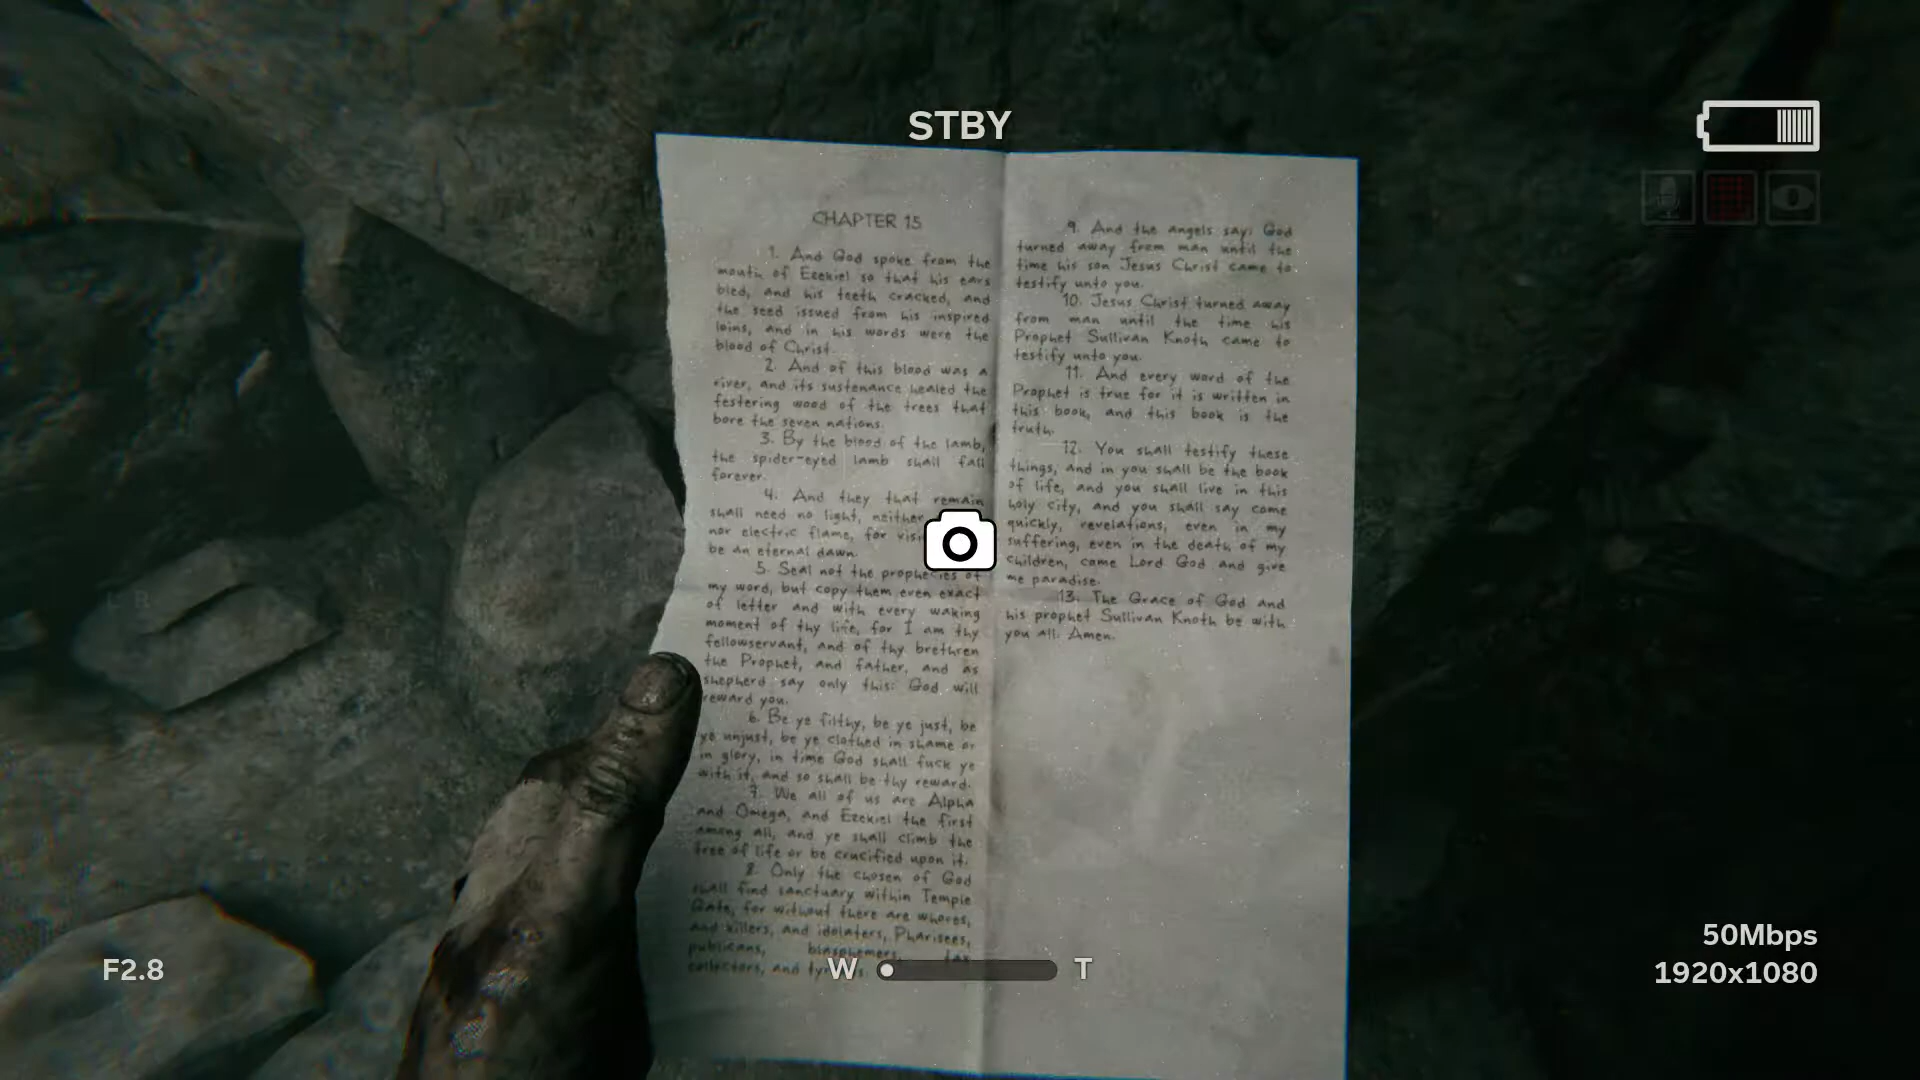 STBY
CHAPTER 15
1. And God spoke from the
mouth of Ezekiel so that his ears
bled, and his teeth cracked, and
the seed issued from his inspired
loins, and in his words were the
blood of Christ.
2. And of this blood was a
river, and its sustenance healed the
festering wood of the trees that
bore the seven nations.
3. By the blood of the lamb,
the spider-eyed lamb shall fall
forever.
4. And they that remain
shall need no light, neither
nor electric flame, for
be an eternal dawn.
5. Seal not the prophecies of
my word, but copy them even exact
of letter and with every waking
moment of thy life, for I am thy
fellowservant, and of thy brethren
the Prophet, and father, and as
shepherd say only this: God will
reward you.
6. Be ye filthy, be ye just, be
ye unjust, be ye clothed in shame or
in glory, in time God shall fuck ye
with it, and so shall be thy reward.
7. We all of us are Alpha
and Omega, and Ezekiel the first
among all, and ye shall climb the
tree of life or be crucified upon it.
8. Only the chosen of God
shall find sanctuary within Temple
Gate, for without there are whores,
and killers, and idolaters, Pharisees,
publicans, blasphemers, tax
collectors, and
9. And the angels say: God
turned away from man until the
time his son Jesus Christ came to
testify unto you.
10. Jesus Christ turned away
from man until the time his
Prophet Sullivan Knoth came to
testify unto you.
11. And every word of the
Prophet is true for it is written in
this book, and this book is the
truth.
12. You shall testify these
things, and in you shall be the book
of life, and you shall live in this
holy city, and you shall say come
quickly, revelations, even in my
suffering, even in the death of my
children, come Lord God and give
me paradise.
13. The Grace of God and
his prophet Sullivan Knoth be with
you all. Amen.
F2.8
W T
50Mbps
1920x1080